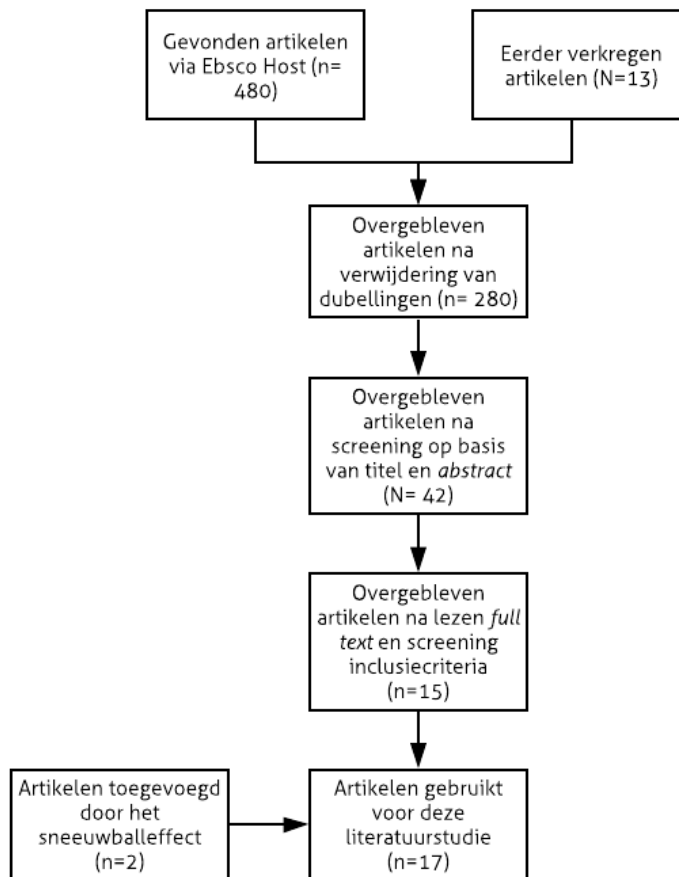 Gevonden artikelen
via Ebsco Host (n=
480)
Eerder verkregen
artikelen (N=13)
Overgebleven
artikelen na
verwijdering van
dubellingen (n= 280)
Overgebleven
artikelen na
screening op basis
van titel en abstract
(N= 42)
Overgebleven
artikelen na lezen full
text en screening
inclusiecriteria
(n=15)
Artikelen toegevoegd
door het
sneeuwballeffect
(n=2)
Artikelen gebruikt
voor deze
literatuurstudie
(n=17)